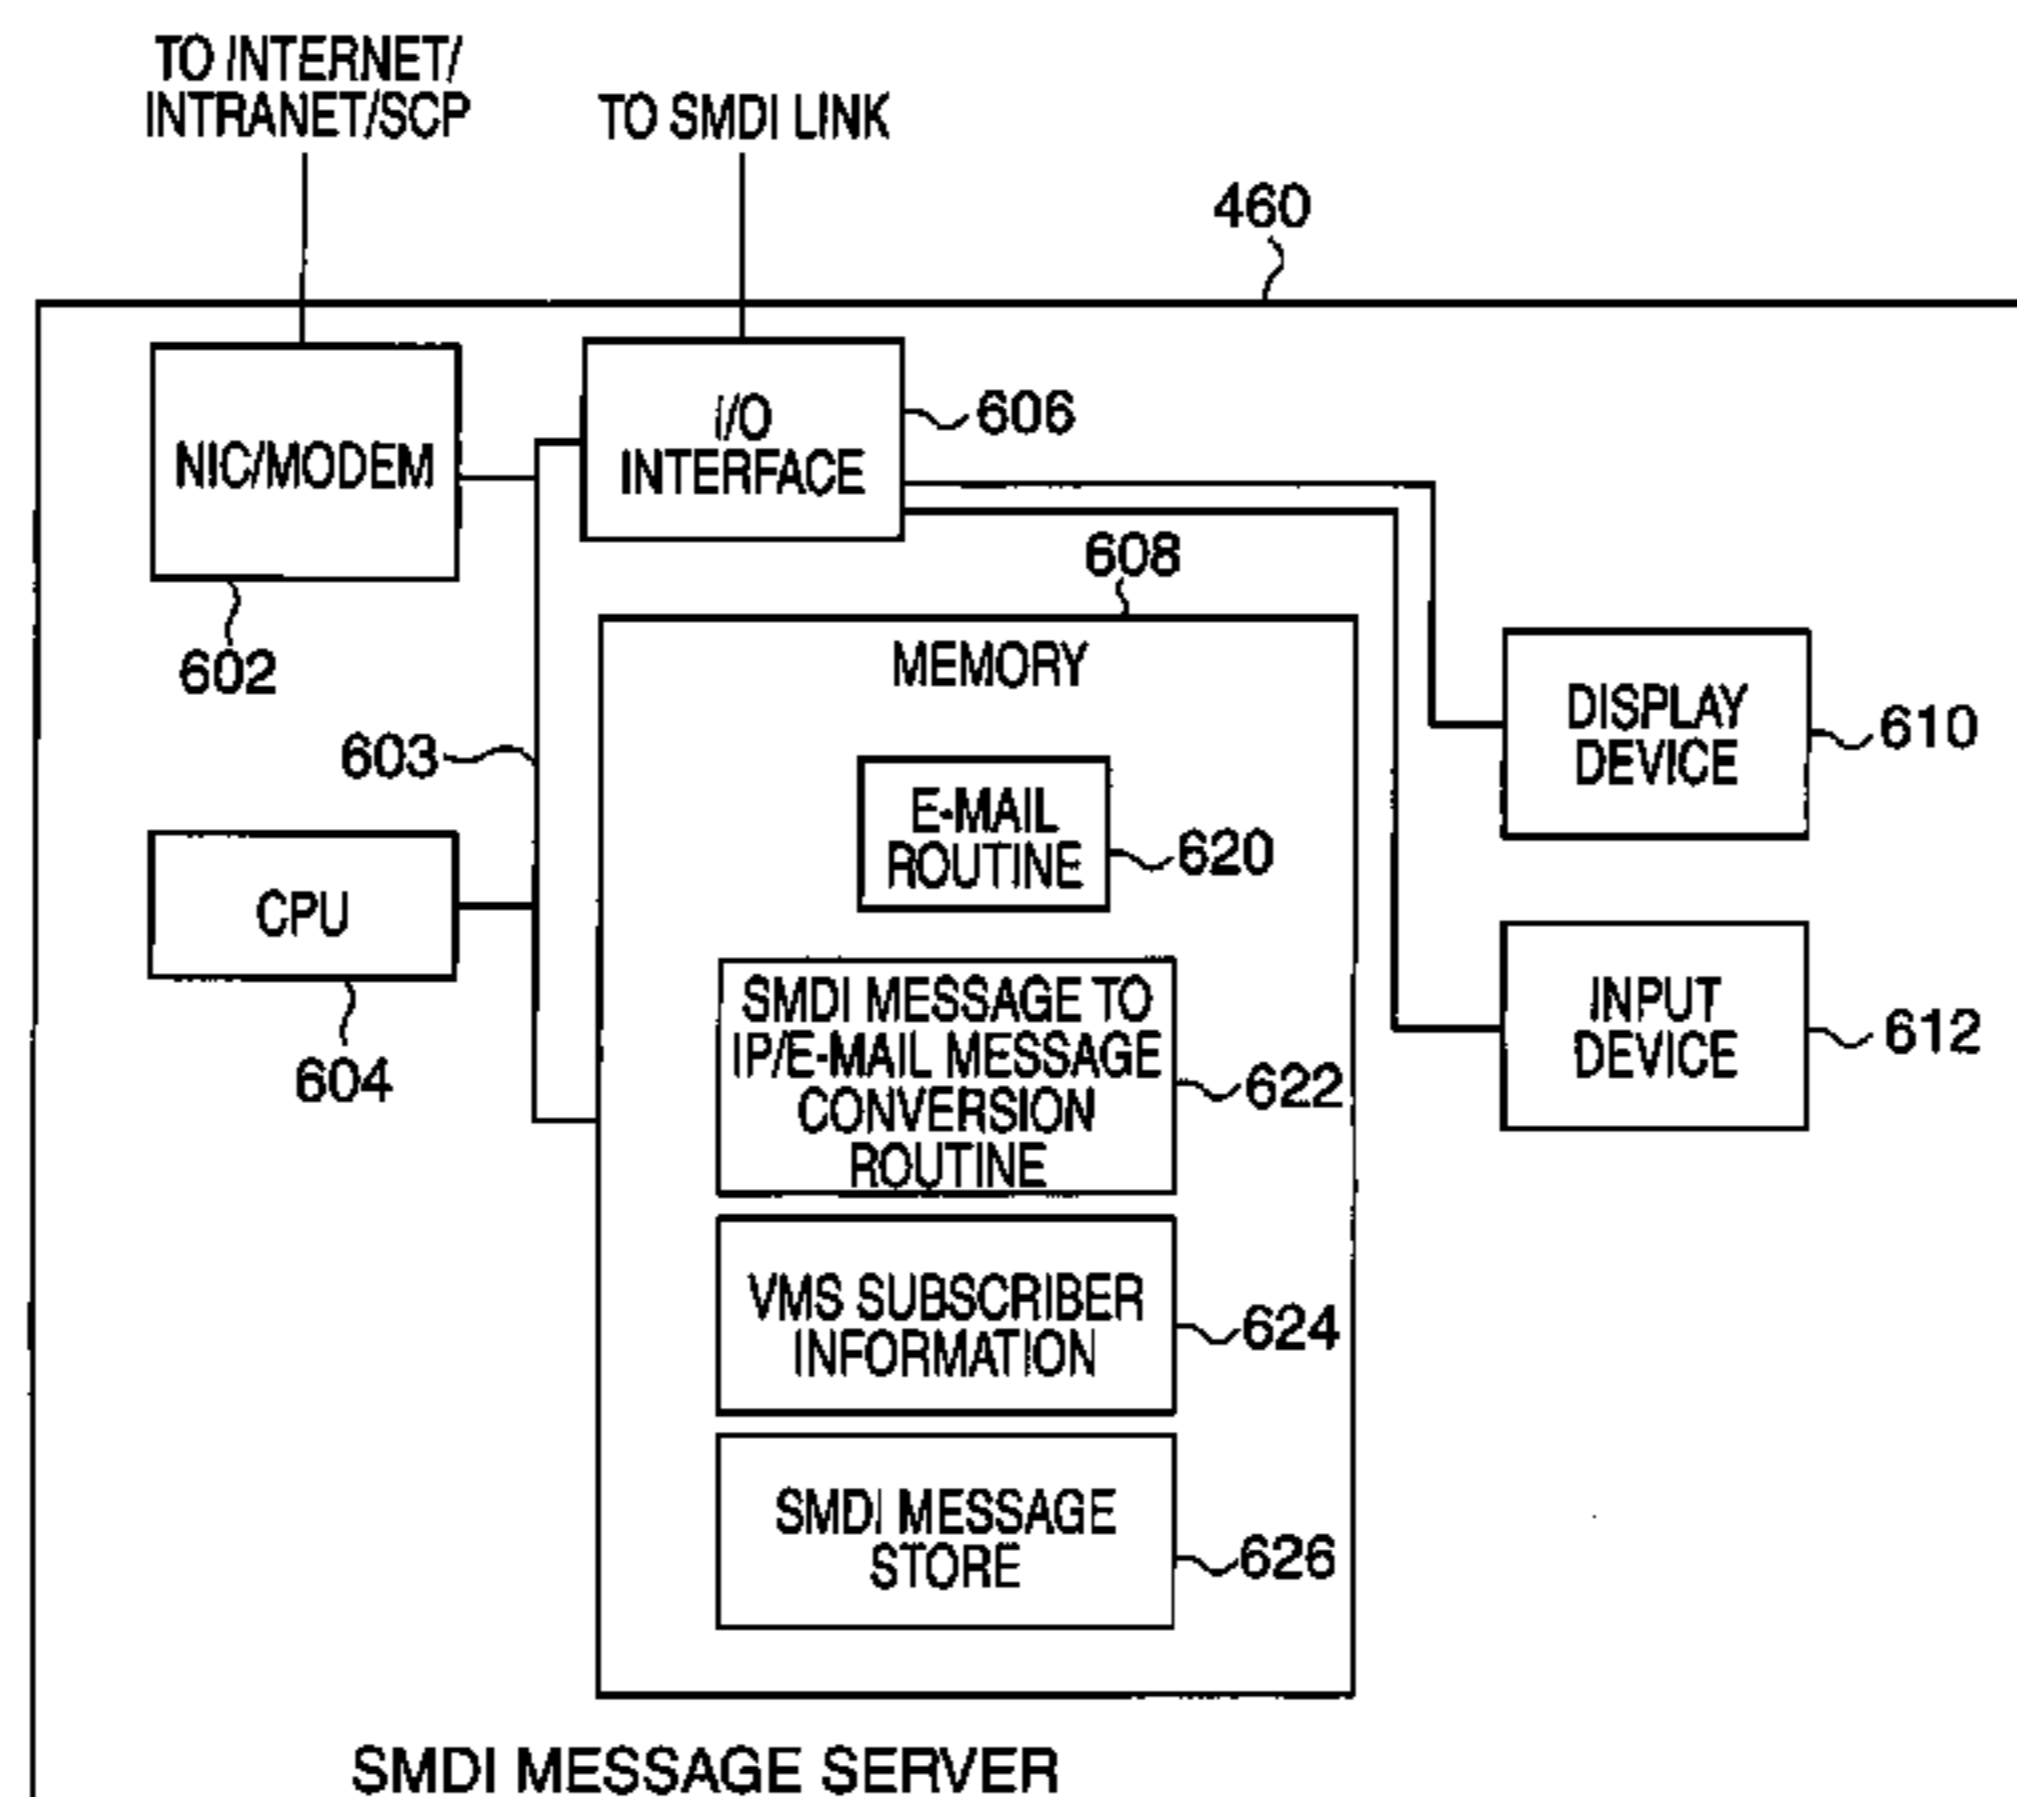 TO INTERNET/
INTRANET/SCP
TO SMDI LINK
460
NIC/MODEM
602
I/O
INTERFACE
606
608
603
CPU
604
MEMORY
E-MAIL
ROUTINE
620
SMDI MESSAGE TO
IP/E-MAIL MESSAGE
CONVERSION
ROUTINE
622
VMS SUBSCRIBER
INFORMATION
624
SMDI MESSAGE
STORE
626
DISPLAY
DEVICE
610
INPUT
DEVICE
612
SMDI MESSAGE SERVER